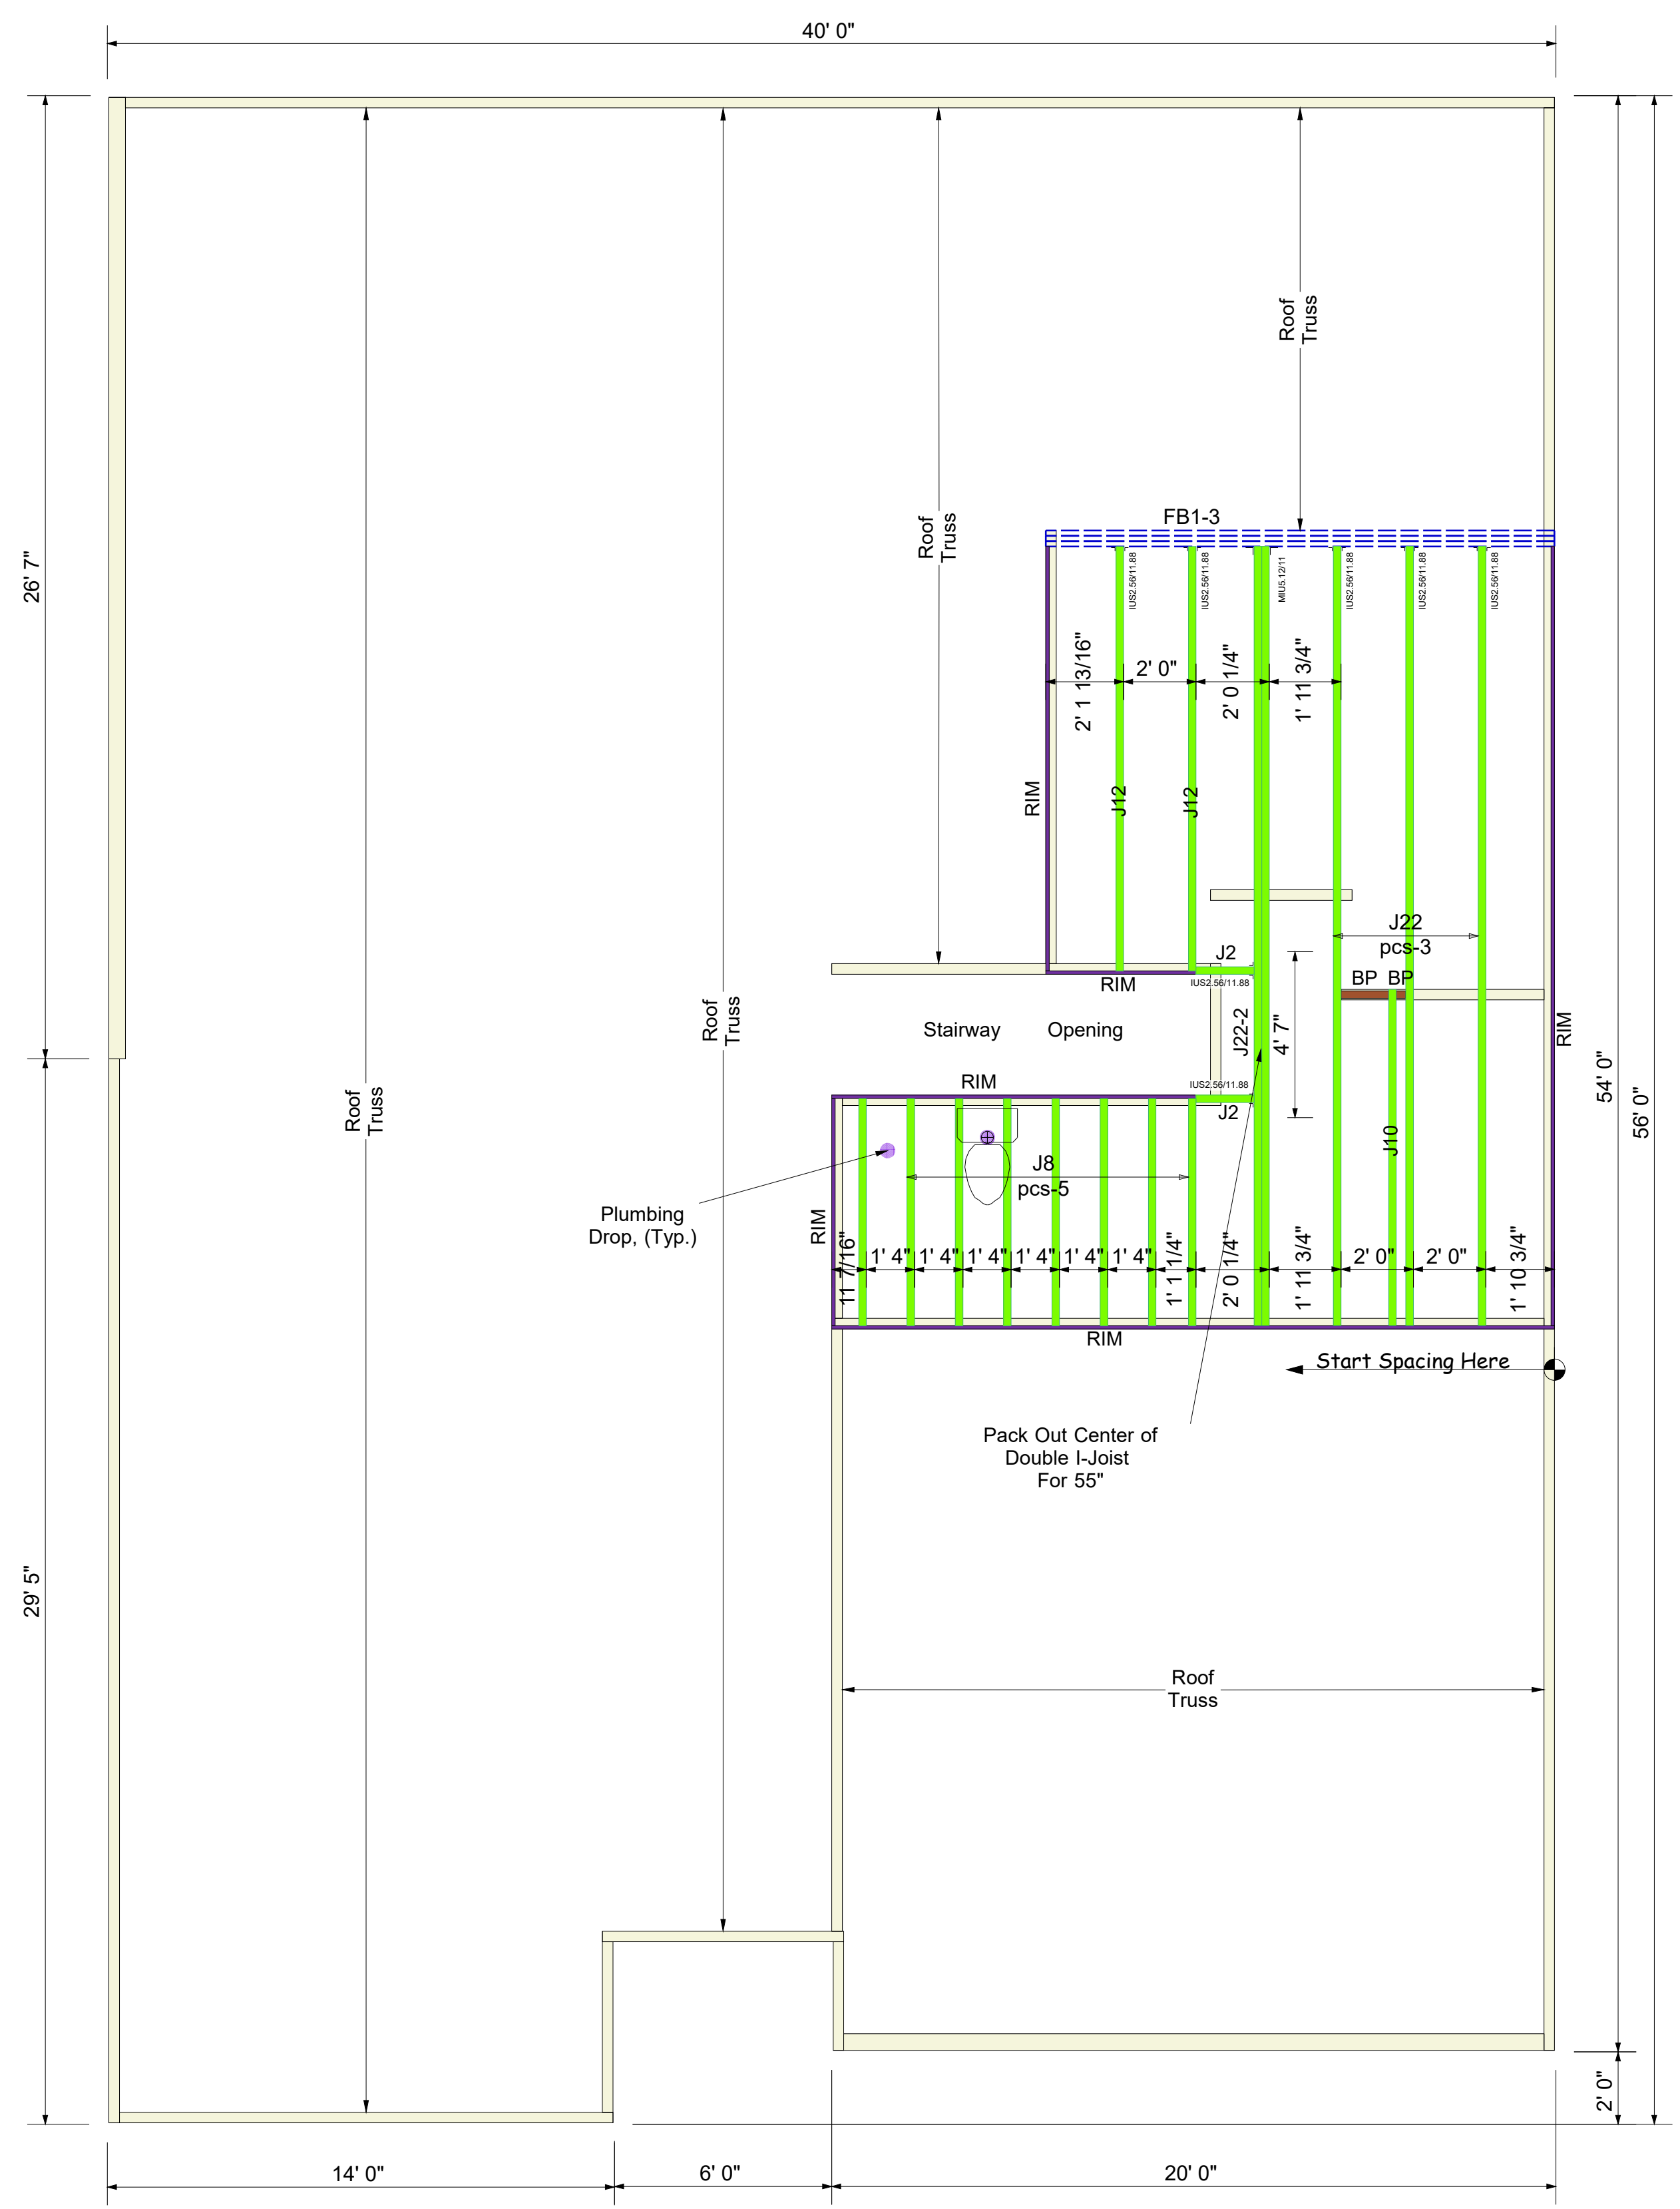 40' 0"
26' 7"
29' 5"
54' 0"
56' 0"
2' 0"
Roof
Truss
Roof
Truss
Roof
Truss
Roof
Truss
FB1-3
IUS2.56/11.88
IUS2.56/11.88
MIU5.12/11
IUS2.56/11.88
IUS2.56/11.88
IUS2.56/11.88
2' 1 13/16"
2' 0"
2' 0 1/4"
1' 11 3/4"
RIM
J12
J12
J22
pcs-3
J2
IUS2.56/11.88
RIM
BP
BP
Stairway
Opening
J22-2
4' 7"
RIM
RIM
IUS2.56/11.88
J2
J10
J8
pcs-5
Plumbing
Drop, (Typ.)
RIM
11 7/16"
1' 4"
1' 4"
1' 4"
1' 4"
1' 4"
1' 4"
1' 1 1/4"
2' 0 1/4"
1' 11 3/4"
2' 0"
2' 0"
1' 10 3/4"
RIM
Start Spacing Here
Pack Out Center of
Double I-Joist
For 55"
Roof
Truss
14' 0"
6' 0"
20' 0"